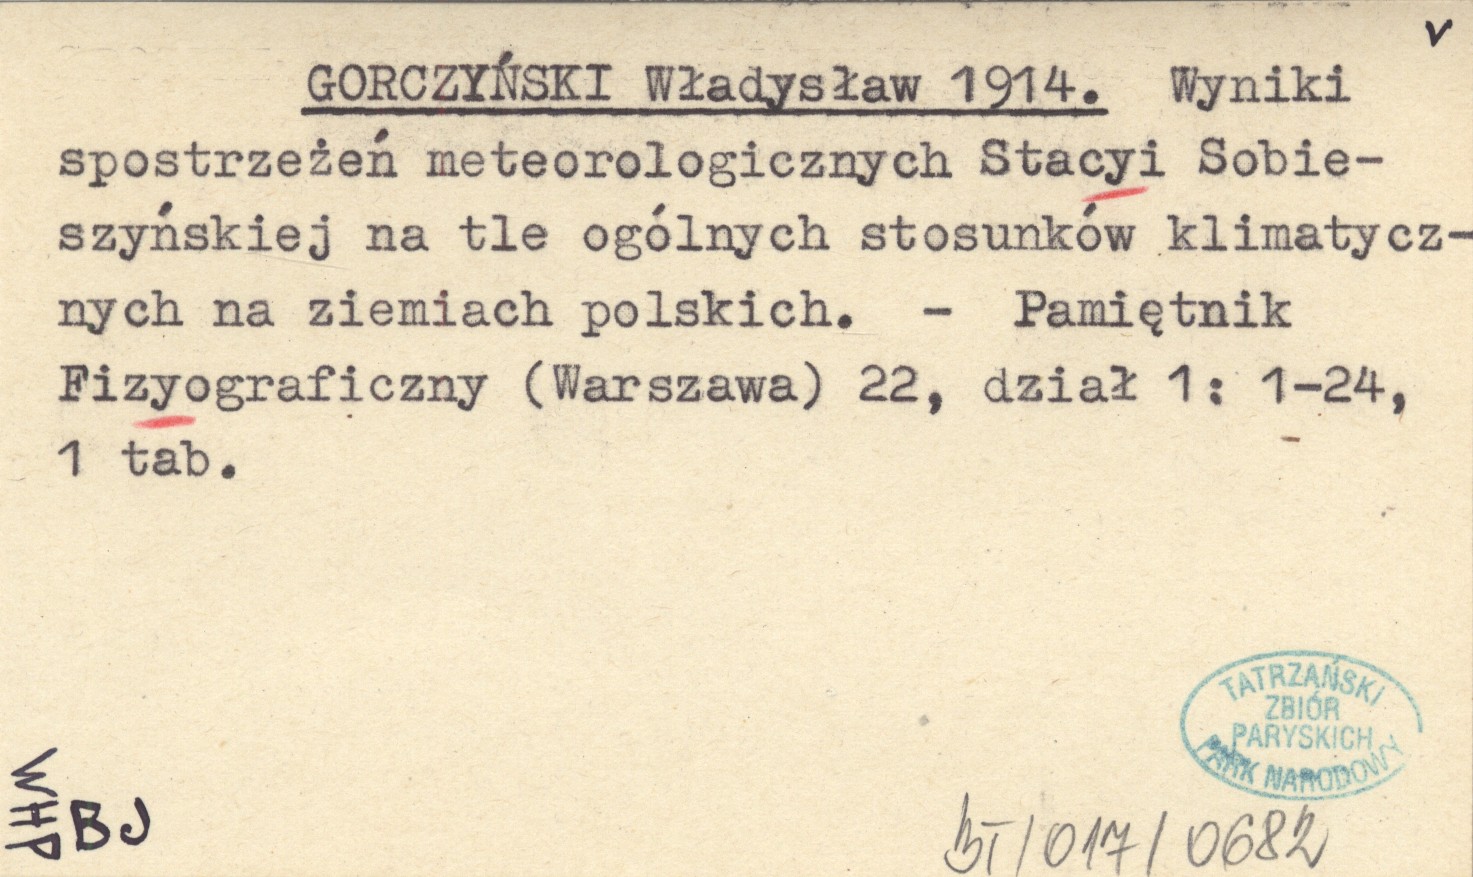 v
GORCZYŃSKI Władysław 1914. Wyniki
spostrzeżeń meteorologicznych Stacyi Sobie-
szyńskiej na tle ogólnych stosunków klimatycz-
nych na ziemiach polskich. - Pamiętnik
Fizyograficzny (Warszawa) 22, dział 1: 1-24,
1 tab.
TATRZAŃSKI
ZBIÓR
PARYSKICH
PARK NARODOWY
WHP
BJ
BT/017/0682